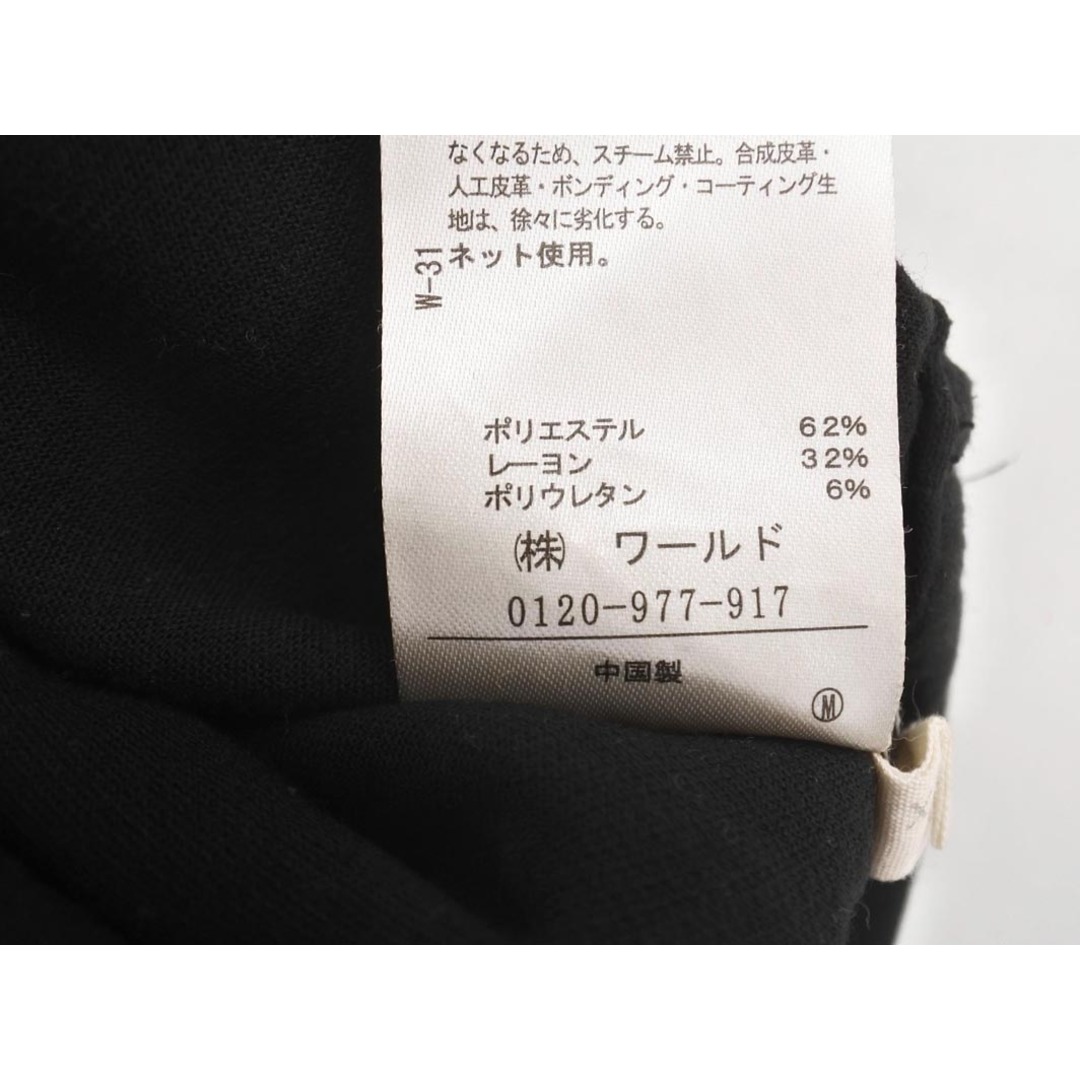 なくなるため、スチーム禁止。合成皮革・
人工皮革・ボンディング・コーティング生
地は、徐々に劣化する。
ネット使用。
W-31
ポリエステル 62%
レーヨン 32%
ポリウレタン 6%
㈱ ワールド
0120-977-917
中国製
Ⓜ